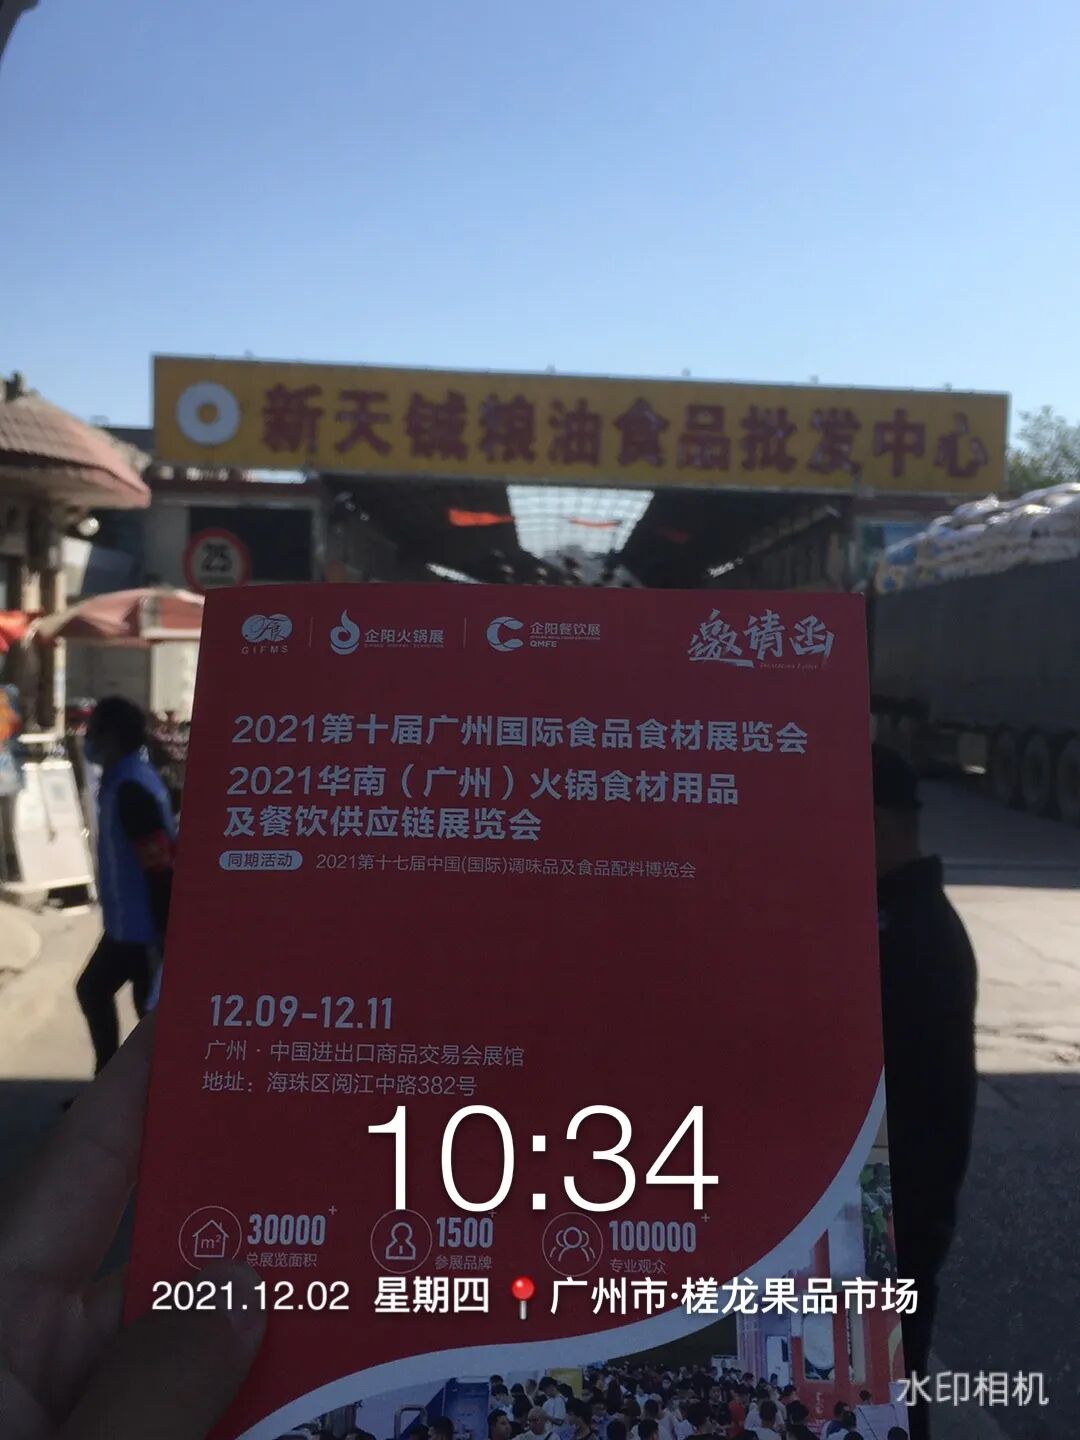 新天铖粮油食品批发中心
25
GIFMS
企阳火锅展
企阳餐饮展
QMFE
邀请函
2021第十届广州国际食品食材展览会
2021华南（广州）火锅食材用品
及餐饮供应链展览会
同期活动 2021第十七届中国(国际)调味品及食品配料博览会
12.09-12.11
广州·中国进出口商品交易会展馆
地址：海珠区阅江中路382号
10:34
m² 30000+ 总展览面积
1500+ 参展品牌
100000+ 专业观众
2021.12.02 星期四 广州市·槎龙果品市场
水印相机